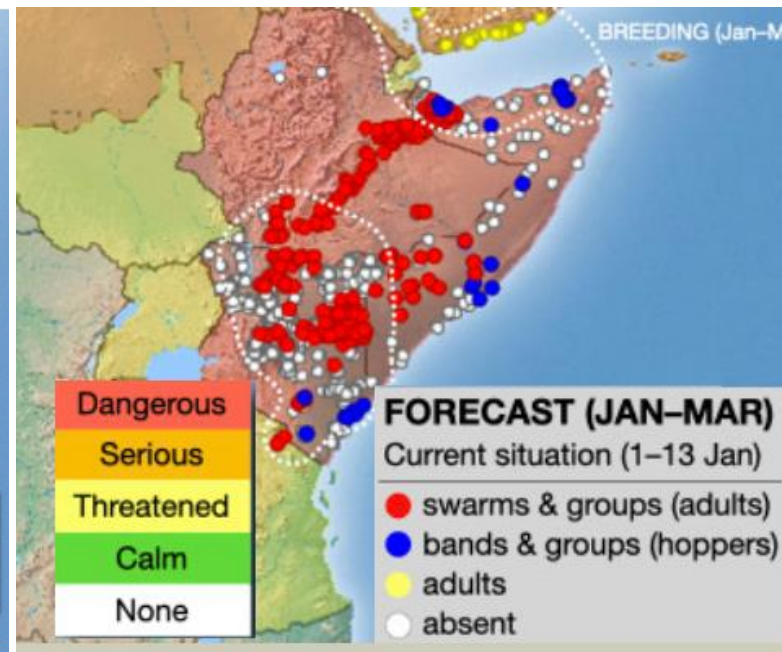 BREEDING (Jan–M
Dangerous
Serious
Threatened
Calm
None
FORECAST (JAN–MAR)
Current situation (1–13 Jan)
swarms & groups (adults)
bands & groups (hoppers)
adults
absent